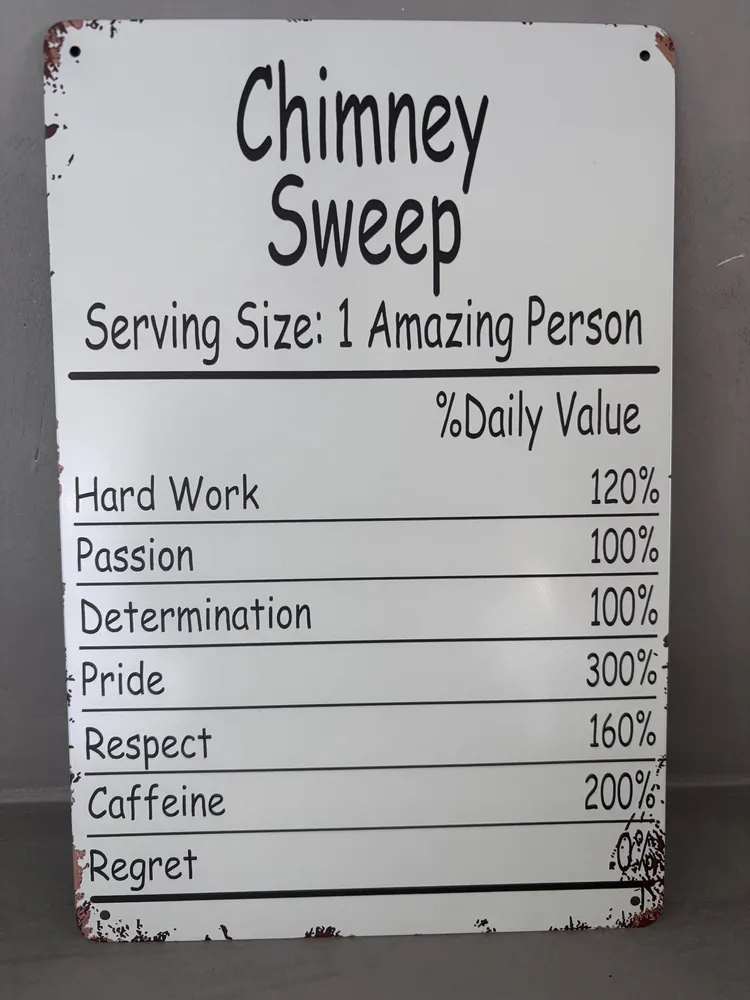 Chimney
Sweep
Serving Size: 1 Amazing Person
%Daily Value
Hard Work 120%
Passion 100%
Determination 100%
Pride 300%
Respect 160%
Caffeine 200%
Regret 0%